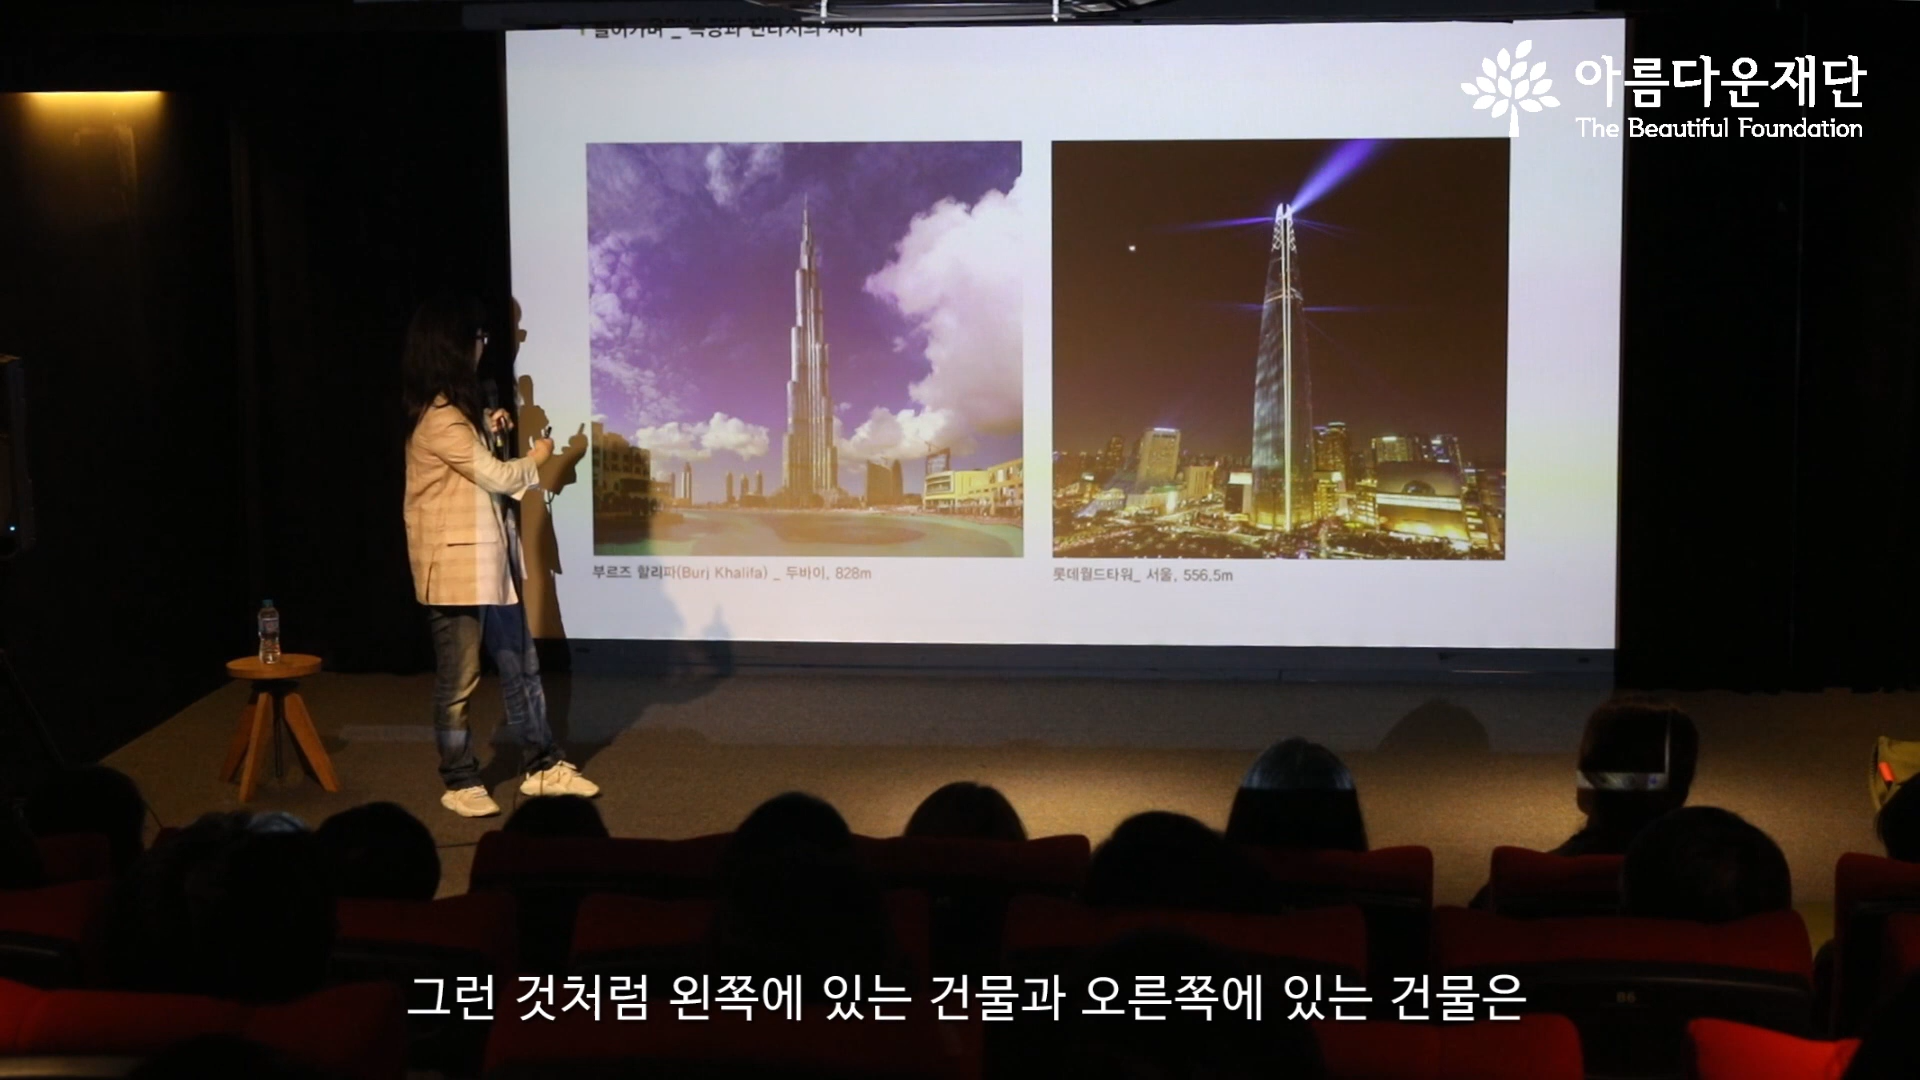 아름다운재단
The Beautiful Foundation
부르즈 할리파(Burj Khalifa) _ 두바이, 828m
롯데월드타워_ 서울, 556.5m
그런 것처럼 왼쪽에 있는 건물과 오른쪽에 있는 건물은